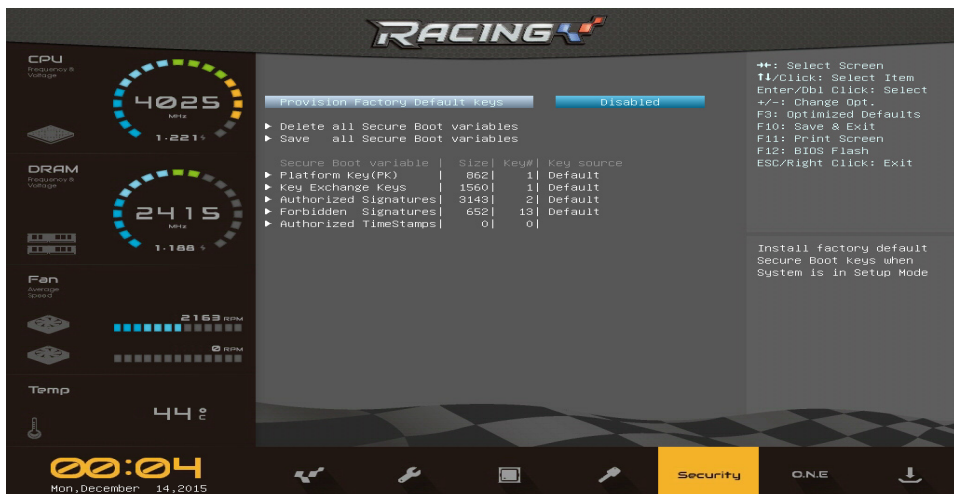 RACING
CPU
Frequency &
Voltage
4025
MHz
1.221 V
DRAM
Frequency &
Voltage
2415
MHz
1.188 V
Fan
Average
Speed
2163 RPM
0 RPM
Temp
44 °C
Provision Factory Default keys Disabled
► Delete all Secure Boot variables
► Save all Secure Boot variables
Secure Boot variable | Size| Key#| Key source
► Platform Key(PK) | 862| 1| Default
► Key Exchange Keys | 1560| 1| Default
► Authorized Signatures| 3143| 2| Default
► Forbidden Signatures| 652| 13| Default
► Authorized TimeStamps| 0| 0|
→←: Select Screen
↑↓/Click: Select Item
Enter/Dbl Click: Select
+/-: Change Opt.
F3: Optimized Defaults
F10: Save & Exit
F11: Print Screen
F12: BIOS Flash
ESC/Right Click: Exit
Install factory default
Secure Boot keys when
System is in Setup Mode
00:04
Mon,December 14,2015
Security
O.N.E